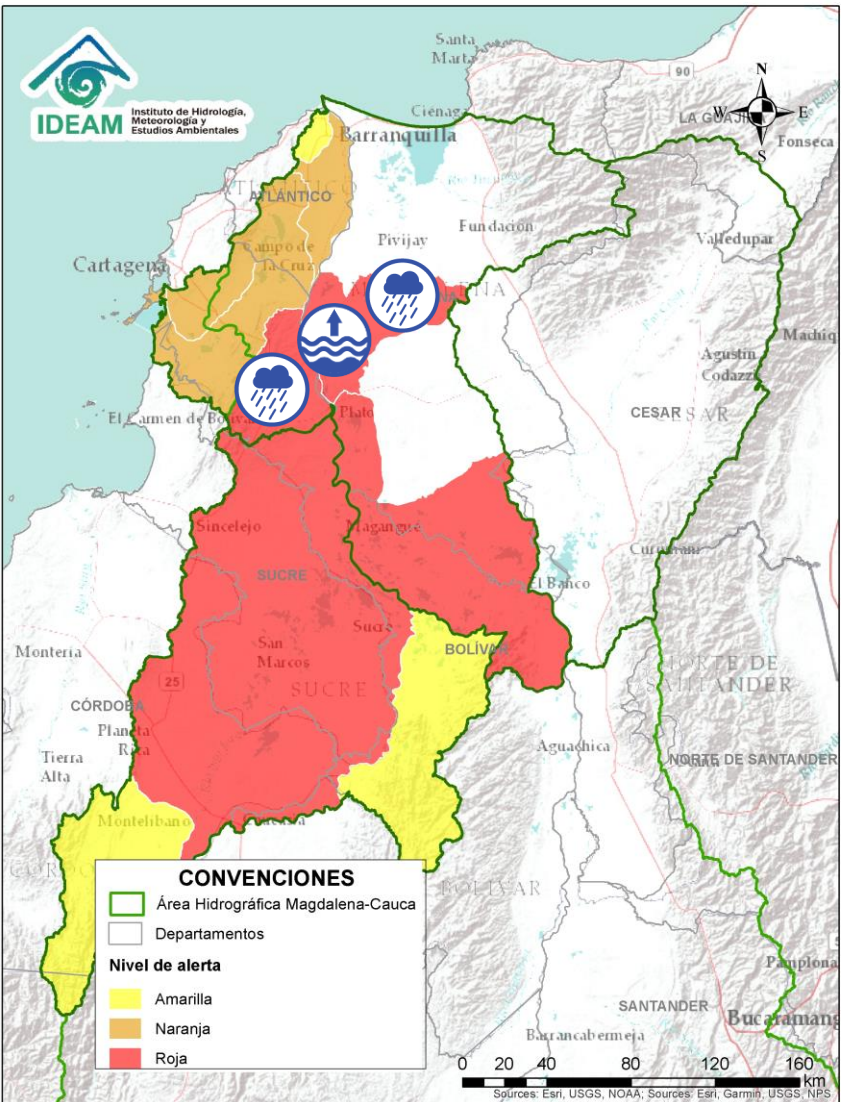 IDEAM
Instituto de Hidrología,
Meteorología y
Estudios Ambientales
N
W
E
S
Santa
Marta
90
Ciénaga
LA GUAJIRA
Barranquilla
Fonseca
ATLÁNTICO
Fundación
Pivijay
Valledupar
Campo de
la Cruz
Cartagena
Agustín
Codazzi
El Carmen de Bolívar
Plato
CESAR
CESAR
Sincelejo
Magangué
SUCRE
El Banco
Sucre
BOLÍVAR
San
Marcos
Montería
SUCRE
25
NORTE DE
SANTANDER
CÓRDOBA
Planeta
Rica
Aguachica
Tierra
Alta
NORTE DE SANTANDER
Montelíbano
BOLÍVAR
Pamplona
SANTANDER
Bucaramang
Barrancabermeja
CONVENCIONES
Área Hidrográfica Magdalena-Cauca
Departamentos
Nivel de alerta
Amarilla
Naranja
Roja
0 20 40 80 120 160
km
Sources: Esri, USGS, NOAA; Sources: Esri, Garmin, USGS, NPS